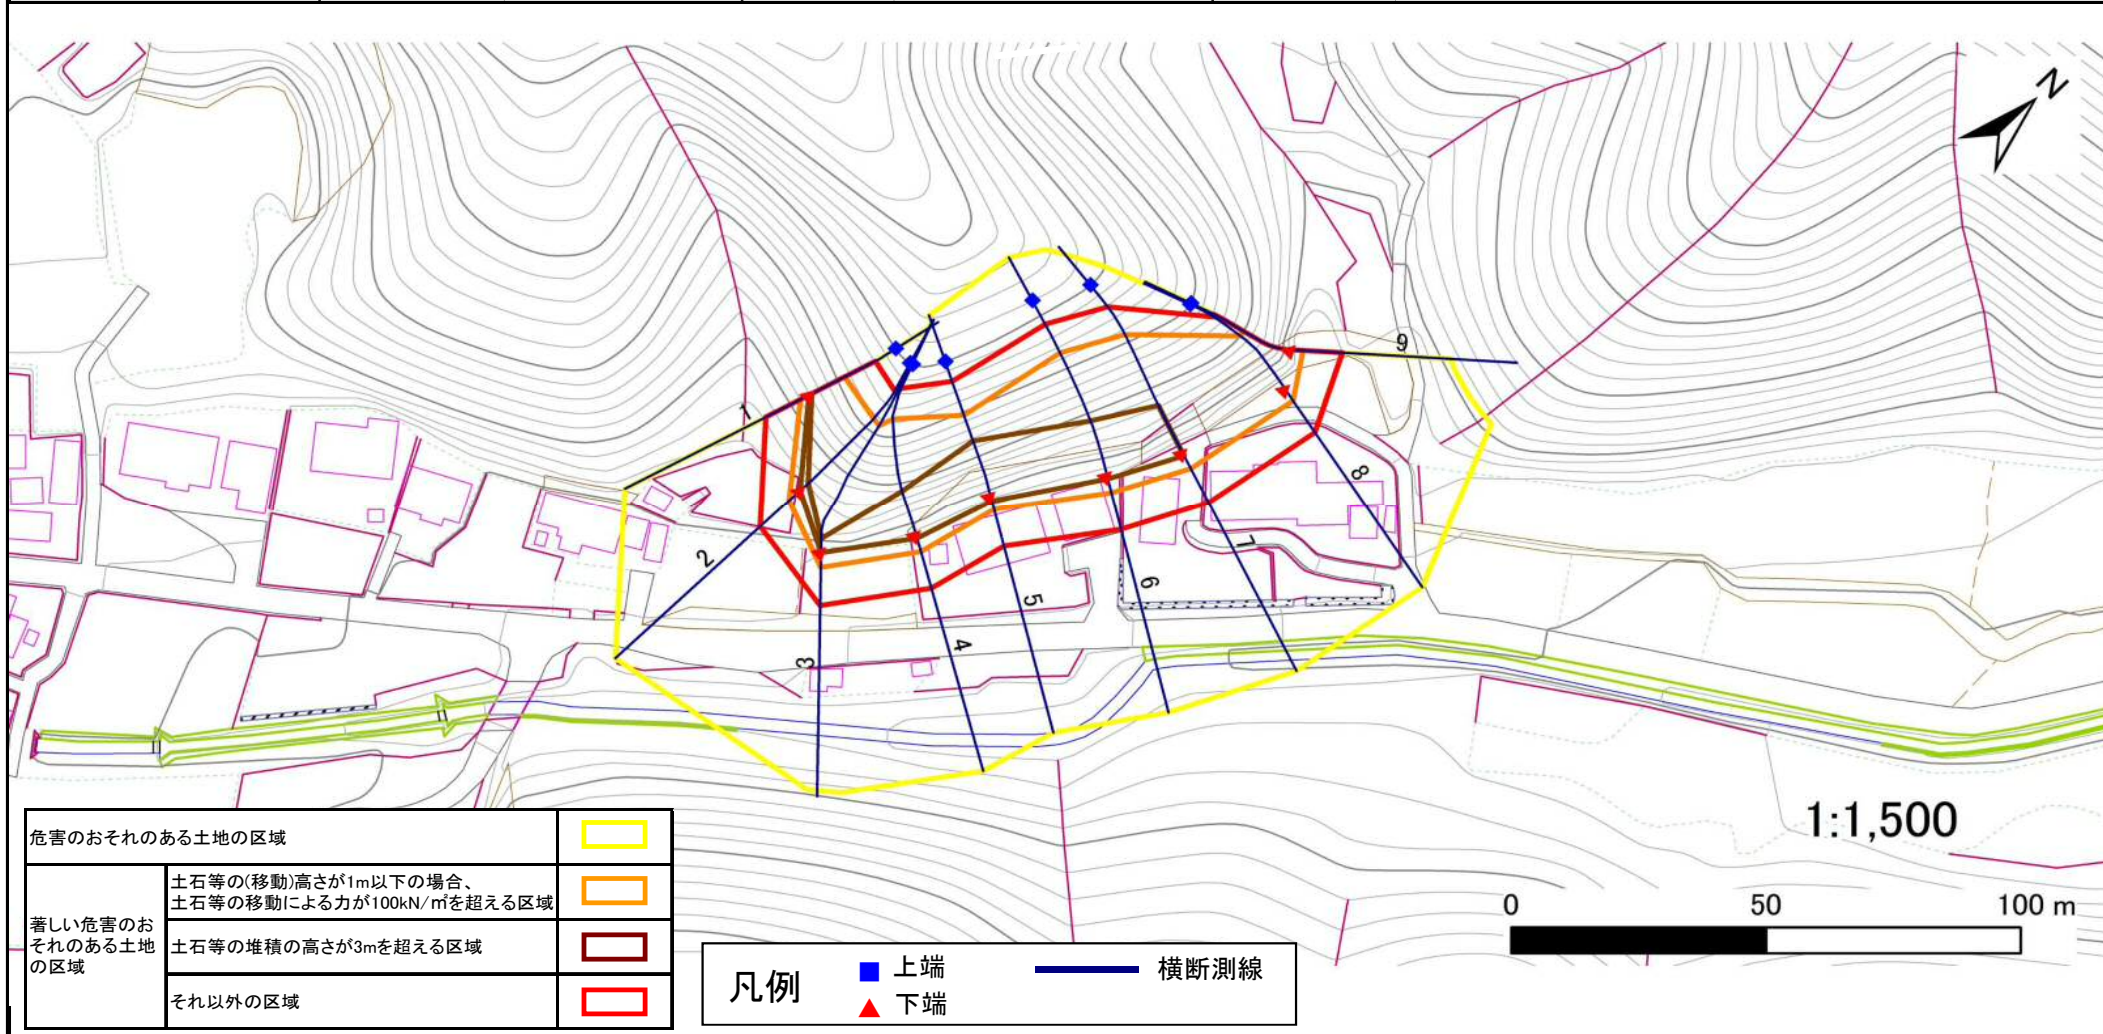 N
1
2
3
4
5
6
7
8
9
1:1,500
0 50 100 m
危害のおそれのある土地の区域
著しい危害のお
それのある土地
の区域
土石等の(移動)高さが1m以下の場合、
土石等の移動による力が100kN/㎡を超える区域
土石等の堆積の高さが3mを超える区域
それ以外の区域
凡例
上端
下端
横断測線